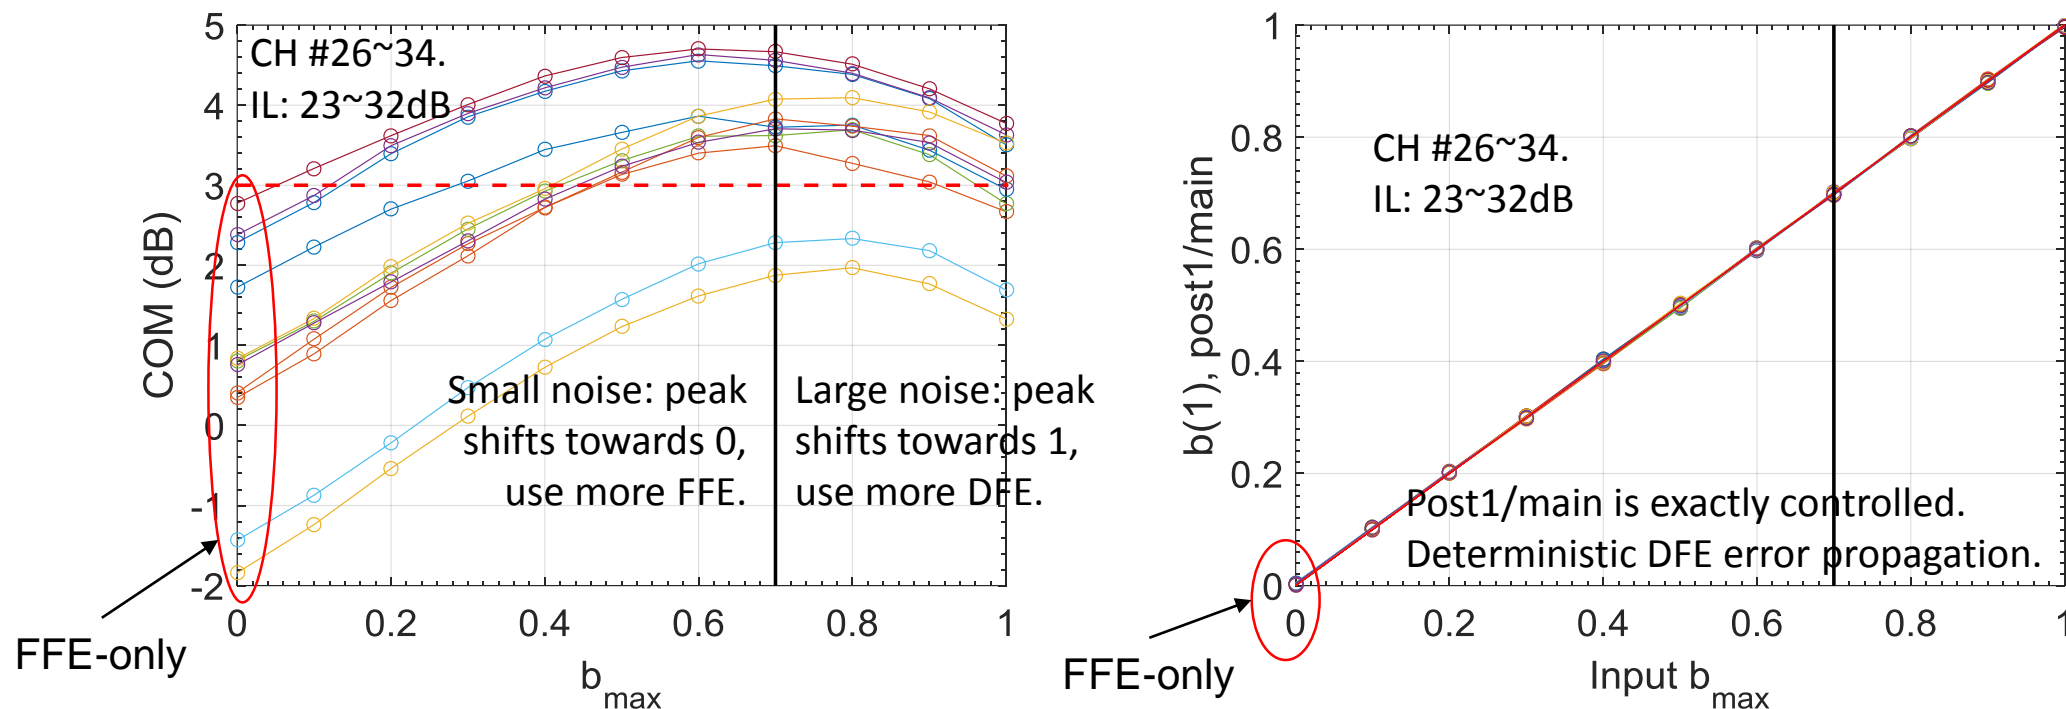 CH #26~34.
IL: 23~32dB
COM (dB)
5
4
3
2
1
0
-1
-2
Small noise: peak
shifts towards 0,
use more FFE.
Large noise: peak
shifts towards 1,
use more DFE.
0
0.2
0.4
0.6
0.8
1
b_max
FFE-only
CH #26~34.
IL: 23~32dB
b(1), post1/main
1
0.8
0.6
0.4
0.2
0
Post1/main is exactly controlled.
Deterministic DFE error propagation.
0
0.2
0.4
0.6
0.8
1
Input b_max
FFE-only